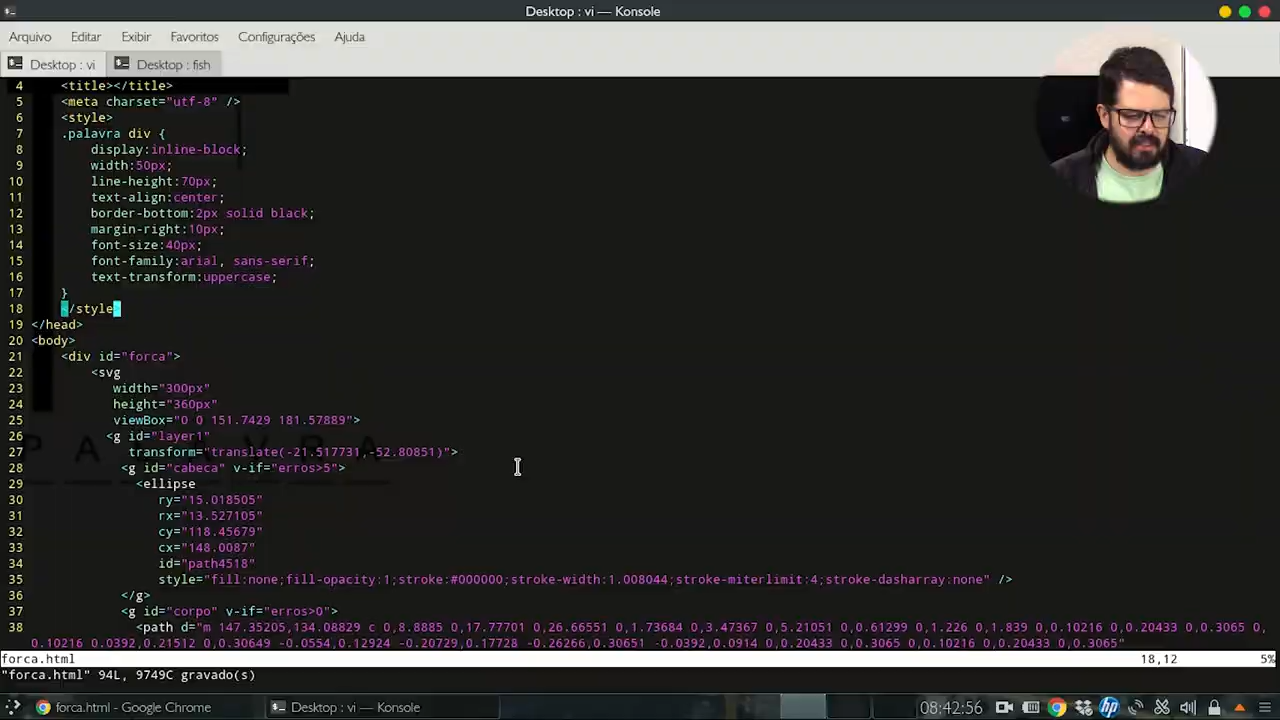 Desktop : vi — Konsole
Arquivo Editar Exibir Favoritos Configurações Ajuda
Desktop : vi Desktop : fish
4 <title></title>
5 <meta charset="utf-8" />
6 <style>
7 .palavra div {
8 display:inline-block;
9 width:50px;
10 line-height:70px;
11 text-align:center;
12 border-bottom:2px solid black;
13 margin-right:10px;
14 font-size:40px;
15 font-family:arial, sans-serif;
16 text-transform:uppercase;
17 }
18 </style>
19 </head>
20 <body>
21 <div id="forca">
22 <svg
23 width="300px"
24 height="360px"
25 viewBox="0 0 151.7429 181.57889">
26 <g id="layer1"
27 transform="translate(-21.517731,-52.80851)">
28 <g id="cabeca" v-if="erros>5">
29 <ellipse
30 ry="15.018505"
31 rx="13.527105"
32 cy="118.45679"
33 cx="148.0087"
34 id="path4518"
35 style="fill:none;fill-opacity:1;stroke:#000000;stroke-width:1.008044;stroke-miterlimit:4;stroke-dasharray:none" />
36 </g>
37 <g id="corpo" v-if="erros>0">
38 <path d="m 147.35205,134.08829 c 0,8.8885 0,17.77701 0,26.66551 0,1.73684 0,3.47367 0,5.21051 0,0.61299 0,1.226 0,1.839 0,0.10216 0,0.20433 0,0.3065 0,
0.10216 0.0392,0.21512 0,0.30649 -0.0554,0.12924 -0.20729,0.17728 -0.26266,0.30651 -0.0392,0.0914 0,0.20433 0,0.3065 0,0.10216 0,0.20433 0,0.3065"
P A L A V R A
forca.html 18,12 5%
"forca.html" 94L, 9749C gravado(s)
forca.html - Google Chrome Desktop : vi — Konsole 08:42:56